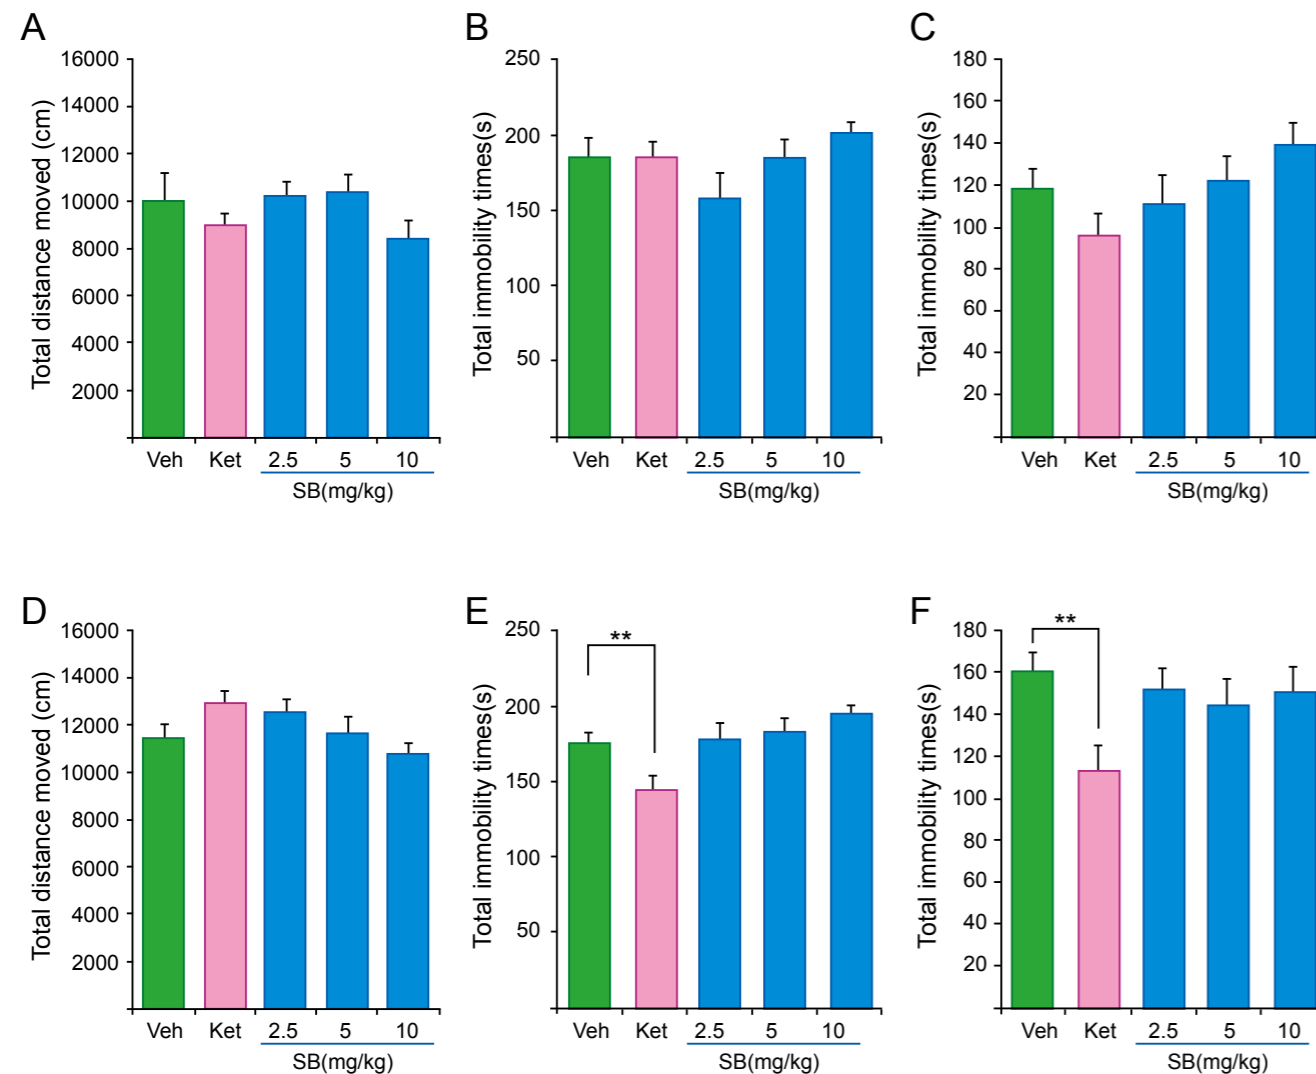 A
Total distance moved (cm)
16000
14000
12000
10000
8000
6000
4000
2000
Veh Ket 2.5 5 10
SB(mg/kg)
B
Total immobility times(s)
250
200
150
100
50
Veh Ket 2.5 5 10
SB(mg/kg)
C
Total immobility times(s)
180
160
140
120
100
80
60
40
20
Veh Ket 2.5 5 10
SB(mg/kg)
D
Total distance moved (cm)
16000
14000
12000
10000
8000
6000
4000
2000
Veh Ket 2.5 5 10
SB(mg/kg)
E
Total immobility times(s)
250
200
150
100
50
**
Veh Ket 2.5 5 10
SB(mg/kg)
F
Total immobility times(s)
180
160
140
120
100
80
60
40
20
**
Veh Ket 2.5 5 10
SB(mg/kg)